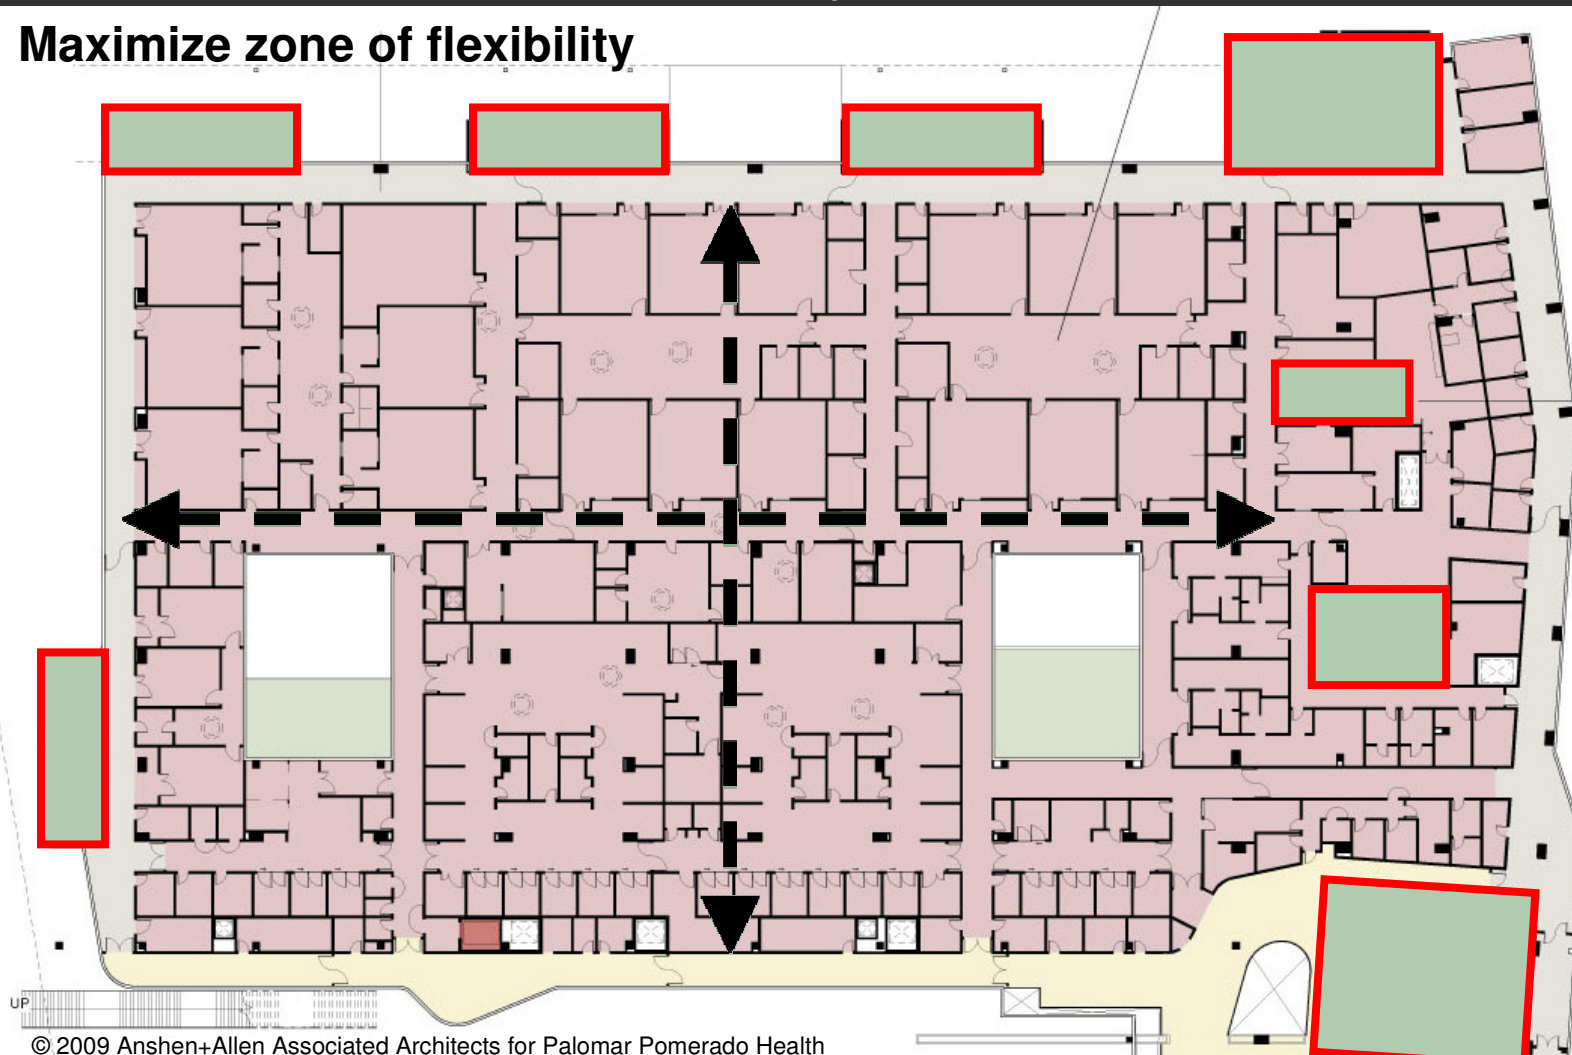 Maximize zone of flexibility
UP
© 2009 Anshen+Allen Associated Architects for Palomar Pomerado Health